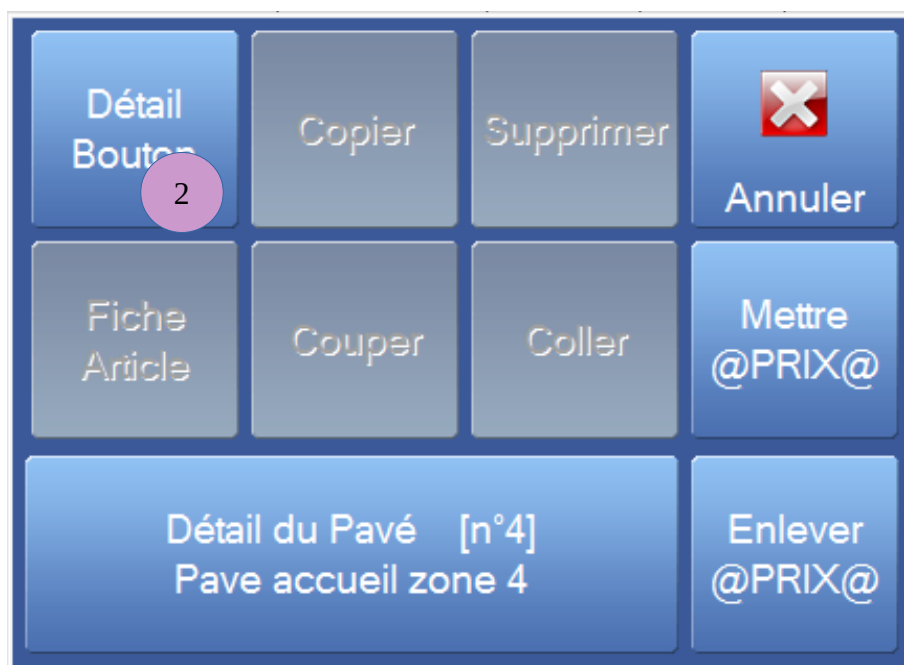 Détail
Bouton
2
Copier
Supprimer
Annuler
Fiche
Article
Couper
Coller
Mettre
@PRIX@
Détail du Pavé [n°4]
Pave accueil zone 4
Enlever
@PRIX@